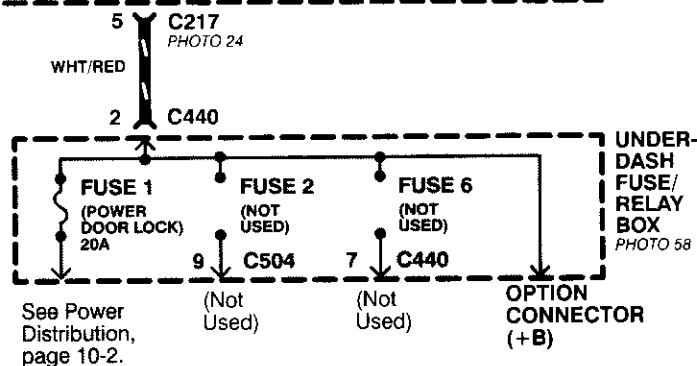 5 C217
PHOTO 24
WHT/RED
2 C440
UNDER-
DASH
FUSE/
RELAY
BOX
PHOTO 58
FUSE 1
(POWER
DOOR LOCK)
20A
FUSE 2
(NOT
USED)
FUSE 6
(NOT
USED)
9 C504
7 C440
See Power
Distribution,
page 10-2.
(Not
Used)
(Not
Used)
OPTION
CONNECTOR
(+B)